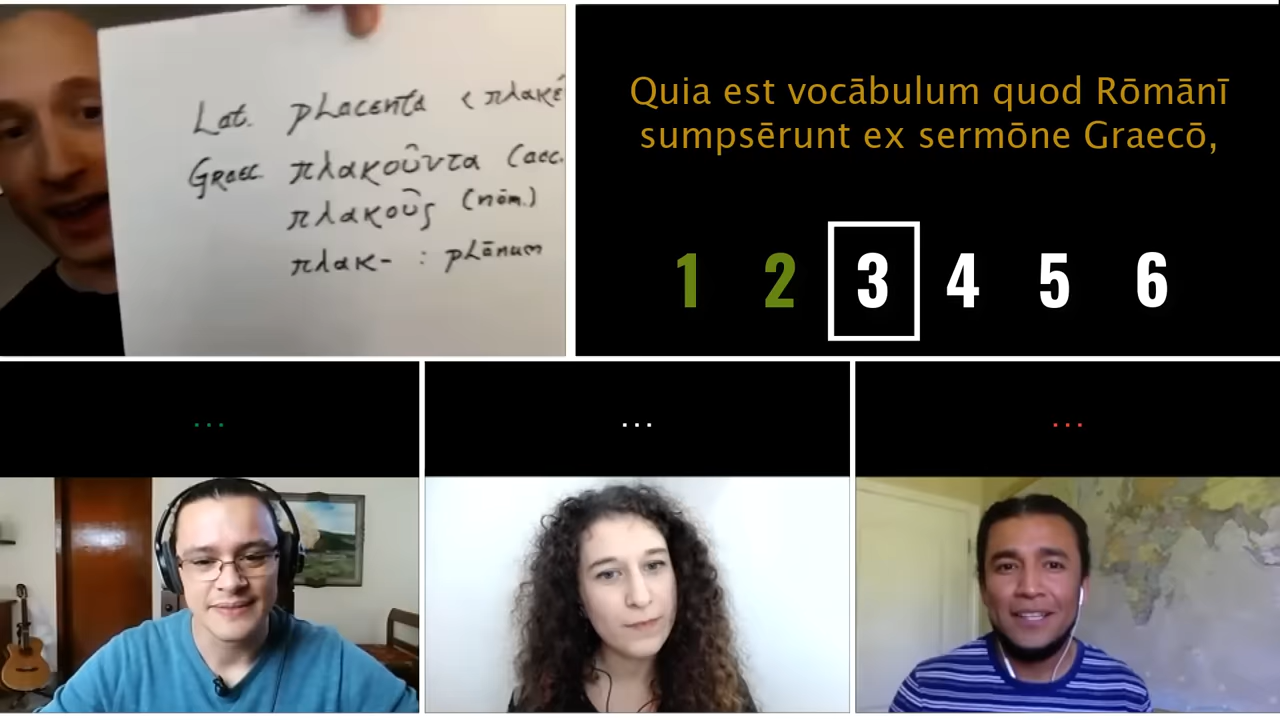 Lat. placenta < πλακέ
Graec. πλακοῦντα (acc.
πλακοῦς (nōm.)
πλακ- : plānum
Quia est vocābulum quod Rōmānī
sumpsērunt ex sermōne Graecō,
1 2 3 4 5 6
...
...
...